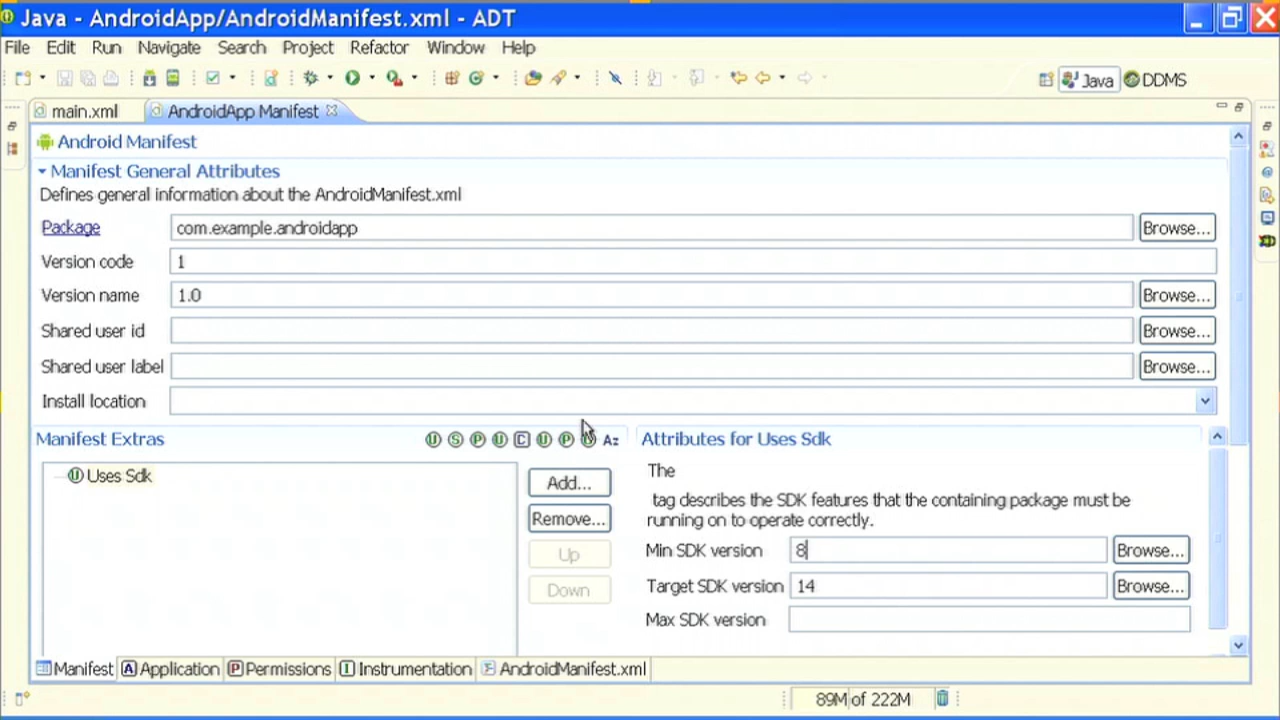 Java - AndroidApp/AndroidManifest.xml - ADT
File Edit Run Navigate Search Project Refactor Window Help
Java DDMS
main.xml AndroidApp Manifest
Android Manifest
Manifest General Attributes
Defines general information about the AndroidManifest.xml
Package com.example.androidapp Browse...
Version code 1
Version name 1.0 Browse...
Shared user id Browse...
Shared user label Browse...
Install location
Manifest Extras U S P U C U P U Az Attributes for Uses Sdk
U Uses Sdk Add... The
Remove... tag describes the SDK features that the containing package must be
running on to operate correctly.
Up Min SDK version 8 Browse...
Down Target SDK version 14 Browse...
Max SDK version
Manifest A Application P Permissions I Instrumentation AndroidManifest.xml
89M of 222M